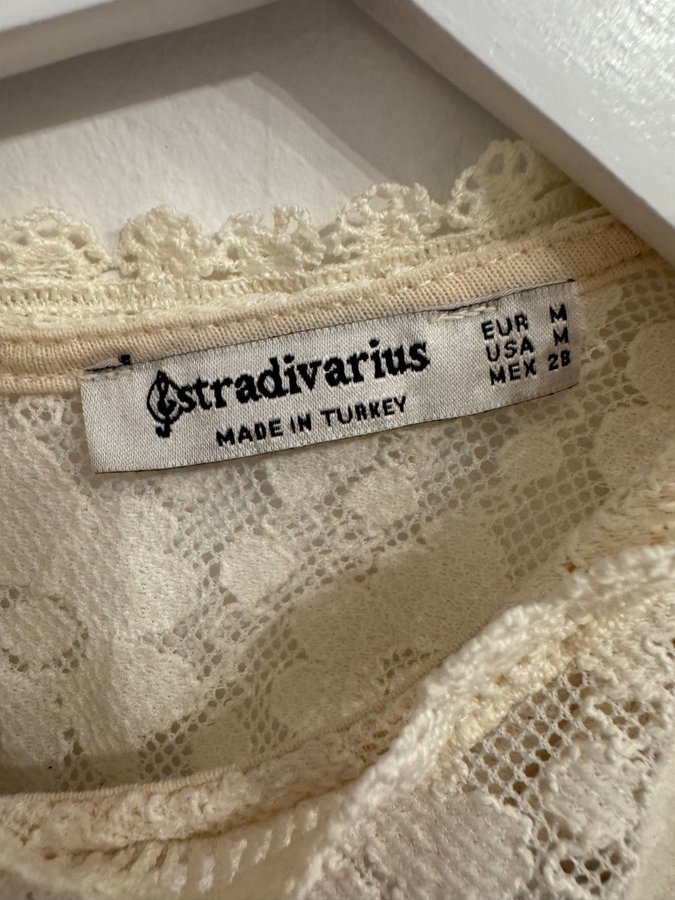 stradivarius
MADE IN TURKEY
EUR M
USA M
MEX 28